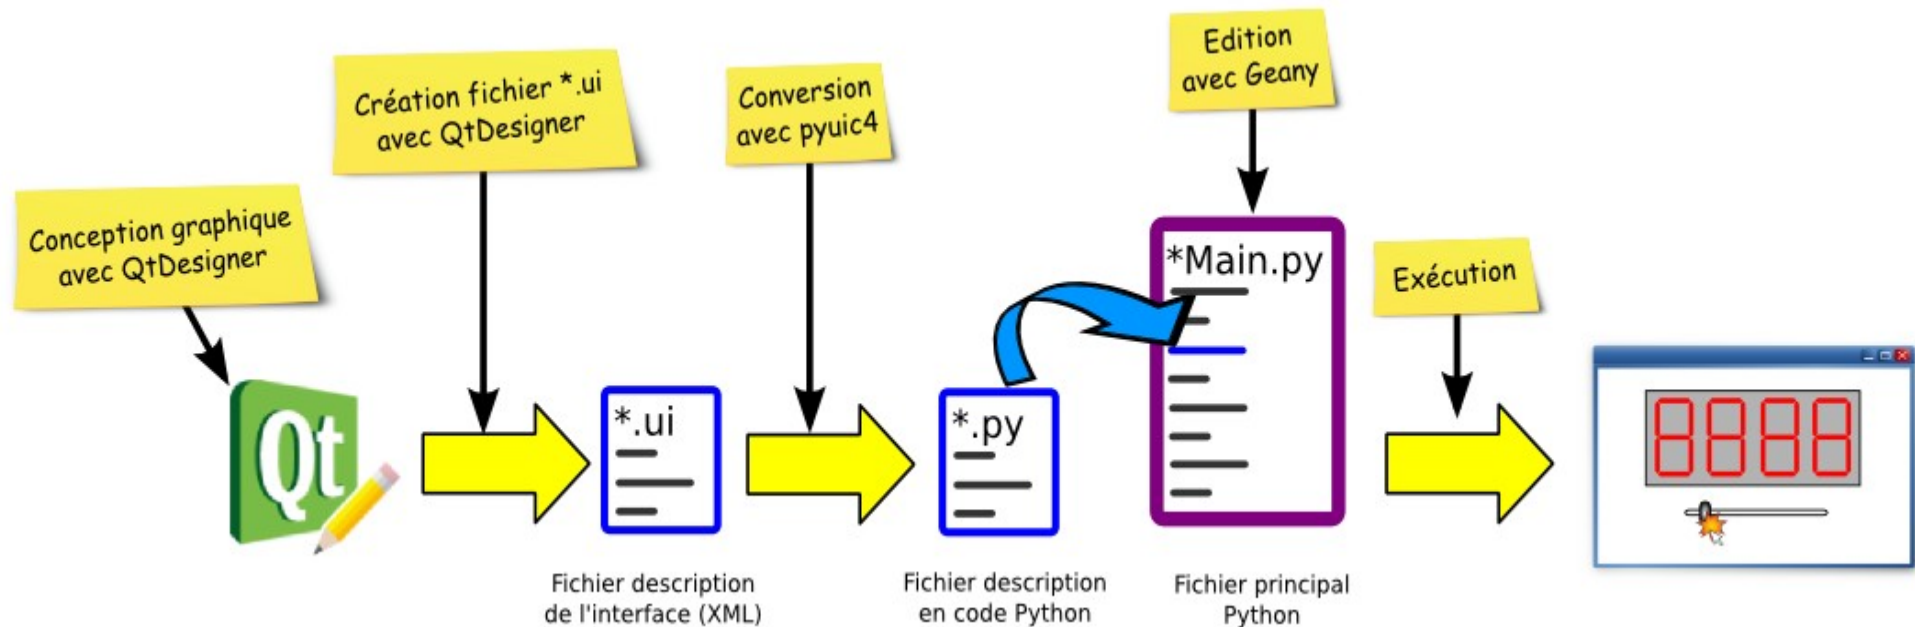 Conception graphique
avec QtDesigner
Création fichier *.ui
avec QtDesigner
Conversion
avec pyuic4
Edition
avec Geany
Exécution
Qt
*.ui
*.py
*Main.py
8888
Fichier description
de l'interface (XML)
Fichier description
en code Python
Fichier principal
Python